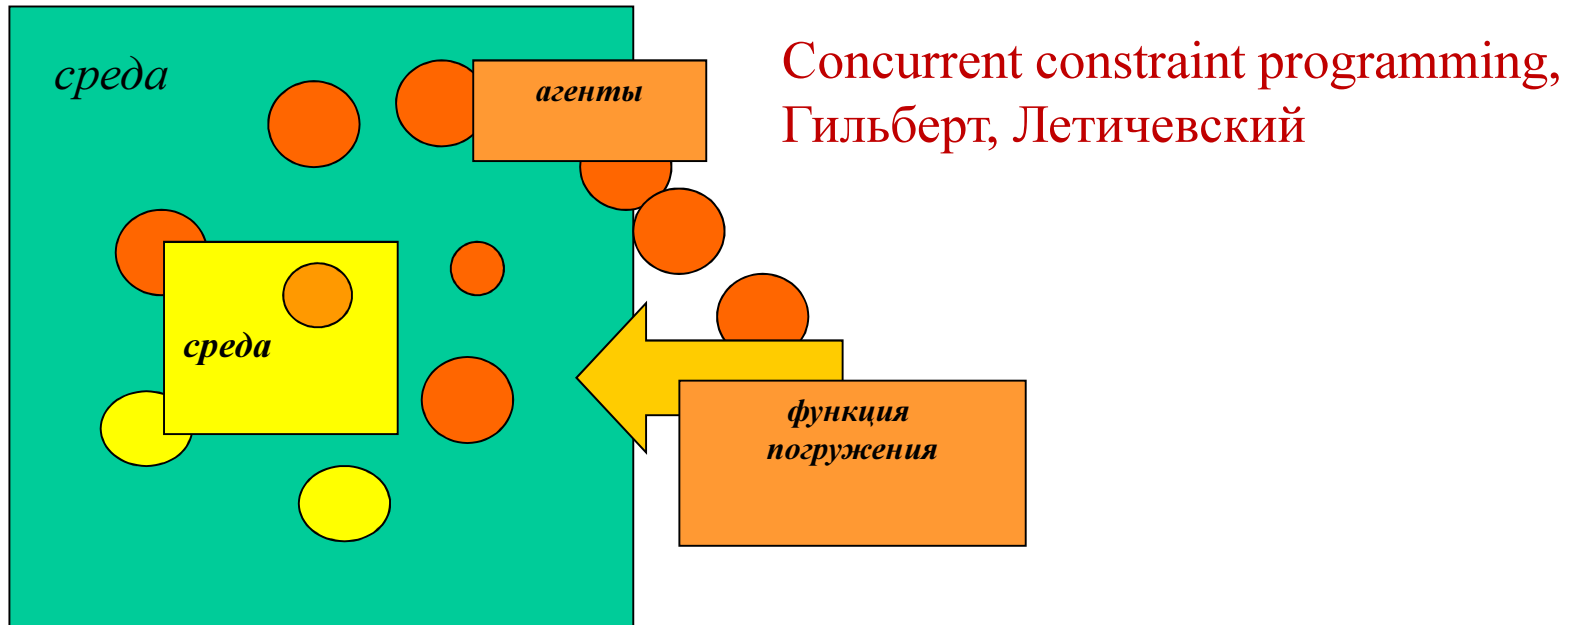 среда
агенты
Concurrent constraint programming,
Гильберт, Летичевский
среда
функция
погружения